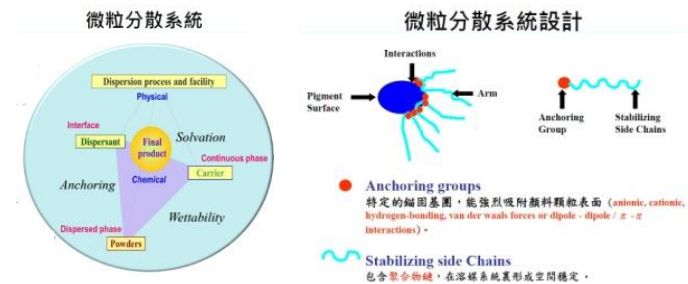 微粒分散系統
Dispersion process and facility
Physical
Interface
Dispersant
Solvation
Final
product
Continuous phase
Carrier
Chemical
Anchoring
Wettability
Dispersed phase
Powders
微粒分散系統設計
Interactions
Pigment
Surface
Arm
Anchoring
Group
Stabilizing
Side Chains
Anchoring groups
特定的錨固基團，能強烈吸附顏料顆粒表面 (anionic, cationic,
hydrogen-bonding, van der waals forces or dipole - dipole / π -π
interactions)。
Stabilizing side Chains
包含聚合物鏈，在溶媒系統裏形成空間穩定。